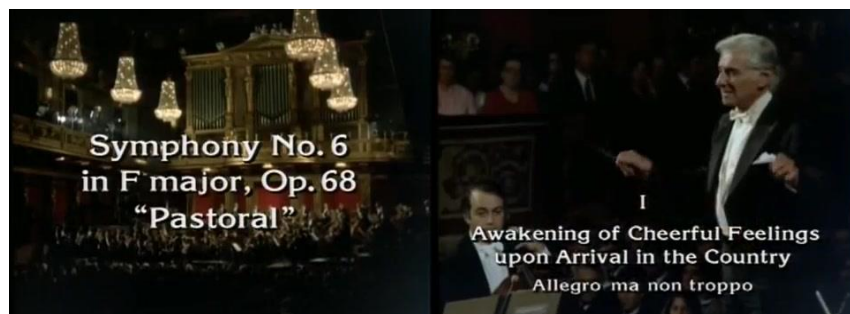 Symphony No. 6
in F major, Op. 68
“Pastoral”
I
Awakening of Cheerful Feelings
upon Arrival in the Country
Allegro ma non troppo